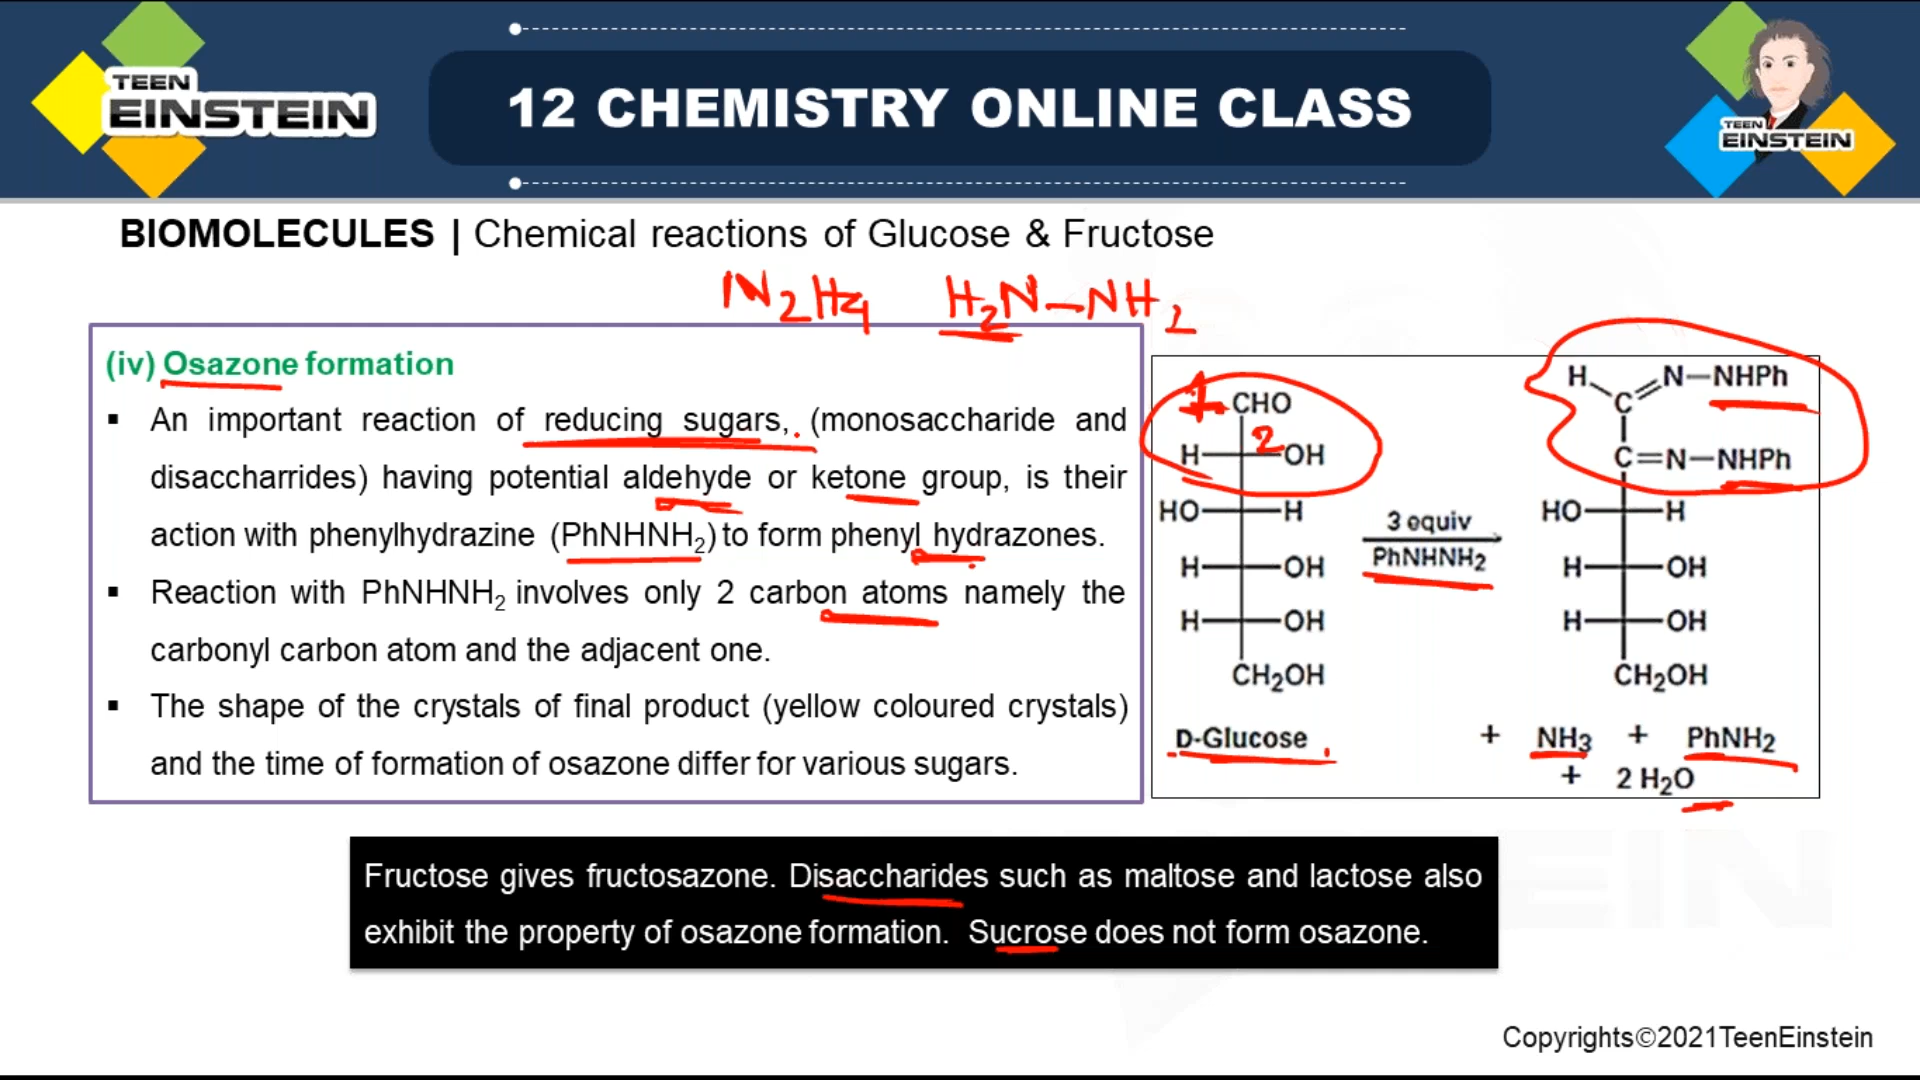 TEEN
EINSTEIN
12 CHEMISTRY ONLINE CLASS
TEEN
EINSTEIN
BIOMOLECULES | Chemical reactions of Glucose & Fructose
N2H4 H2N–NH2
(iv) Osazone formation
▪ An important reaction of reducing sugars, (monosaccharide and
disaccharrides) having potential aldehyde or ketone group, is their
action with phenylhydrazine (PhNHNH₂) to form phenyl hydrazones.
▪ Reaction with PhNHNH₂ involves only 2 carbon atoms namely the
carbonyl carbon atom and the adjacent one.
▪ The shape of the crystals of final product (yellow coloured crystals)
and the time of formation of osazone differ for various sugars.
1 CHO
2
H OH
HO H
H OH
H OH
CH₂OH
D-Glucose
3 equiv
PhNHNH₂
H N–NHPh
C
C=N–NHPh
HO H
H OH
H OH
CH₂OH
+ NH₃ + PhNH₂
+ 2 H₂O
Fructose gives fructosazone. Disaccharides such as maltose and lactose also
exhibit the property of osazone formation. Sucrose does not form osazone.
Copyrights©2021TeenEinstein